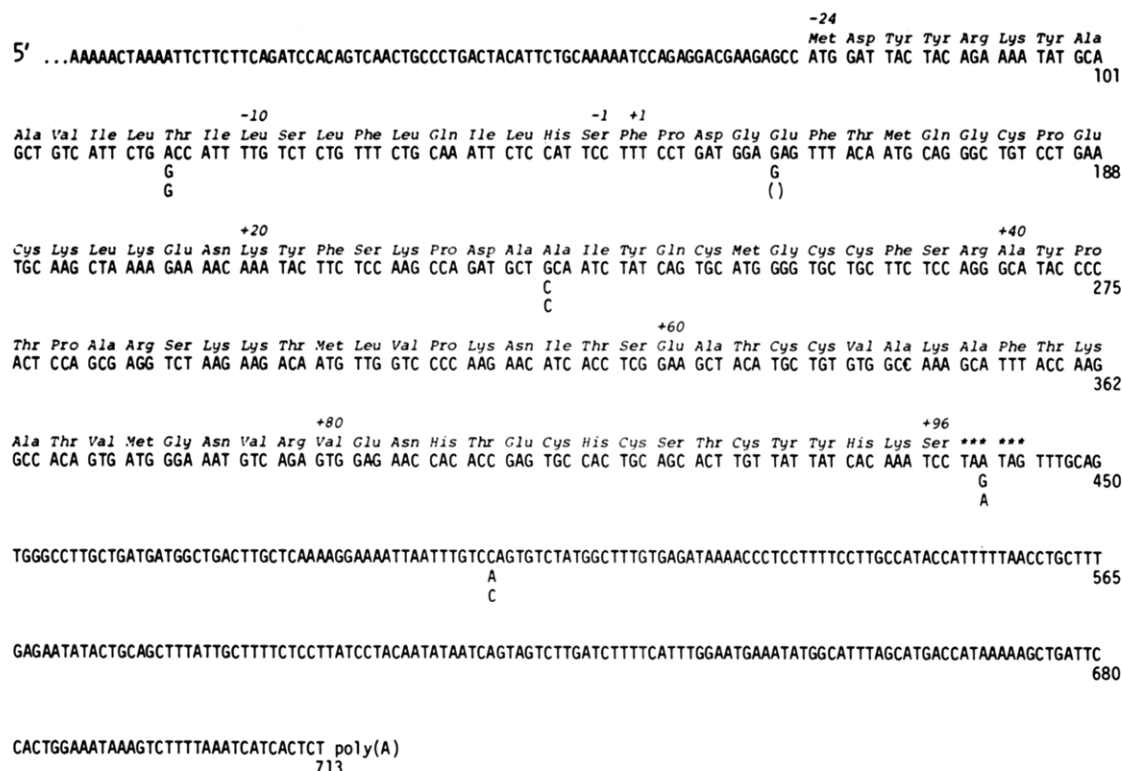 -24
Met Asp Tyr Tyr Arg Lys Tyr Ala
5' ...AAAAACTAAAATTCTTCTTCAGATCCACAGTCAACTGCCCTGACTACATTCTGCAAAAATCCAGAGGACGAAGAGCC ATG GAT TAC TAC AGA AAA TAT GCA
101
-10 -1 +1
Ala Val Ile Leu Thr Ile Leu Ser Leu Phe Leu Gln Ile Leu His Ser Phe Pro Asp Gly Glu Phe Thr Met Gln Gly Cys Pro Glu
GCT GTC ATT CTG ACC ATT TTG TCT CTG TTT CTG CAA ATT CTC CAT TCC TTT CCT GAT GGA GAG TTT ACA ATG CAG GGC TGT CCT GAA
G G 188
G ()
+20 +40
Cys Lys Leu Lys Glu Asn Lys Tyr Phe Ser Lys Pro Asp Ala Ala Ile Tyr Gln Cys Met Gly Cys Cys Phe Ser Arg Ala Tyr Pro
TGC AAG CTA AAA GAA AAC AAA TAC TTC TCC AAG CCA GAT GCT GCA ATC TAT CAG TGC ATG GGG TGC TGC TTC TCC AGG GCA TAC CCC
C 275
C
+60
Thr Pro Ala Arg Ser Lys Lys Thr Met Leu Val Pro Lys Asn Ile Thr Ser Glu Ala Thr Cys Cys Val Ala Lys Ala Phe Thr Lys
ACT CCA GCG AGG TCT AAG AAG ACA ATG TTG GTC CCC AAG AAC ATC ACC TCG GAA GCT ACA TGC TGT GTG GCC AAA GCA TTT ACC AAG
362
+80 +96
Ala Thr Val Met Gly Asn Val Arg Val Glu Asn His Thr Glu Cys His Cys Ser Thr Cys Tyr Tyr His Lys Ser *** ***
GCC ACA GTG ATG GGA AAT GTC AGA GTG GAG AAC CAC ACC GAG TGC CAC TGC AGC ACT TGT TAT TAT CAC AAA TCC TAA TAG TTTGCAG
G 450
A
TGGGCCTTGCTGATGATGGCTGACTTGCTCAAAAGGAAAATTAATTTGTCCAGTGTCTATGGCTTTGTGAGATAAAACCCTCCTTTTCCTTGCCATACCATTTTTAACCTGCTTT
A 565
C
GAGAATATACTGCAGCTTTATTGCTTTTCTCCTTATCCTACAATATAATCAGTAGTCTTGATCTTTTCATTTGGAATGAAATATGGCATTTAGCATGACCATAAAAAGCTGATTC
680
CACTGGAAATAAAGTCTTTTAAATCATCACTCT poly(A)
713